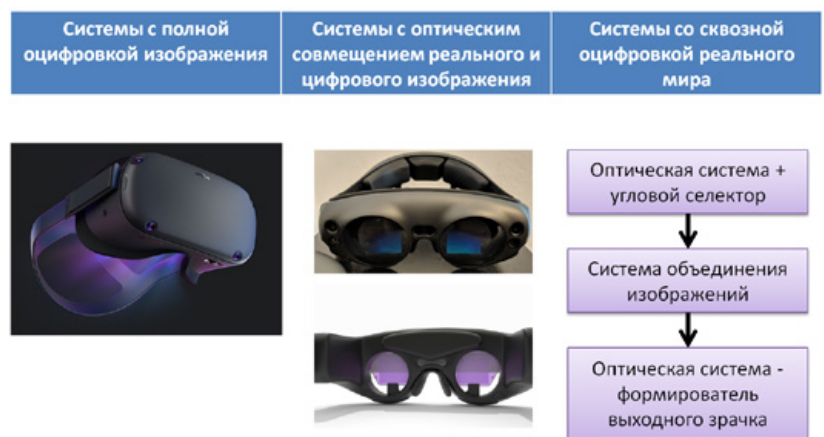 Системы с полной
оцифровкой изображения
Системы с оптическим
совмещением реального и
цифрового изображения
Системы со сквозной
оцифровкой реального
мира
Оптическая система +
угловой селектор
Система объединения
изображений
Оптическая система -
формирователь
выходного зрачка